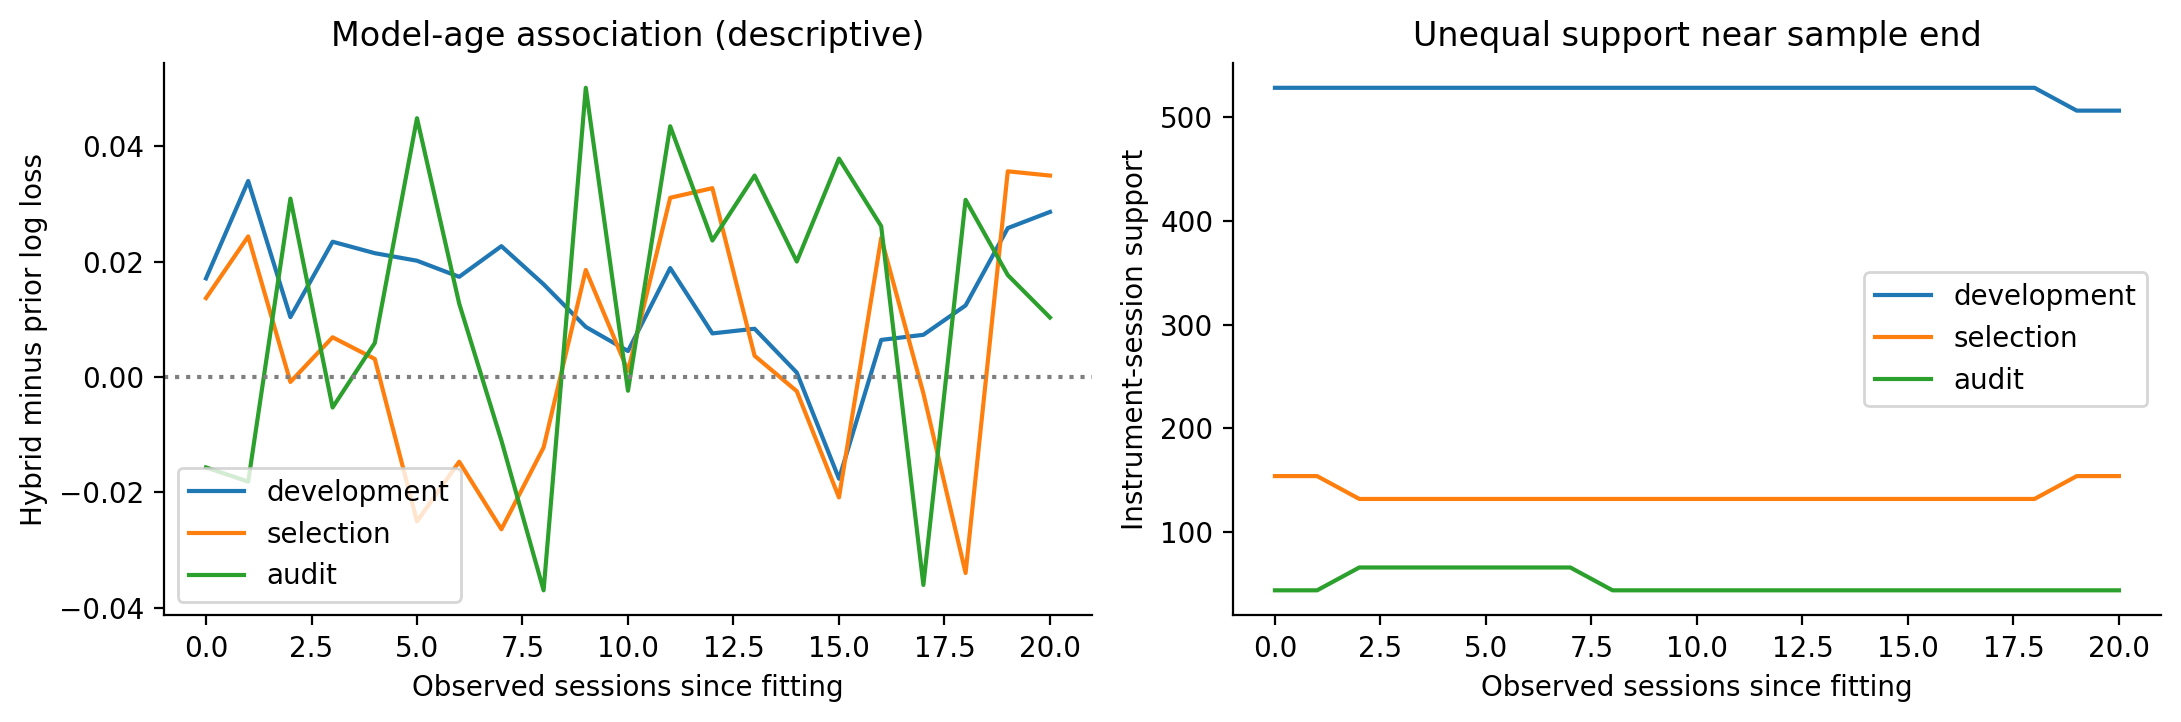 Model-age association (descriptive)
Hybrid minus prior log loss
0.04
0.02
0.00
−0.02
−0.04
development
selection
audit
0.0 2.5 5.0 7.5 10.0 12.5 15.0 17.5 20.0
Observed sessions since fitting
Unequal support near sample end
Instrument-session support
500
400
300
200
100
development
selection
audit
0.0 2.5 5.0 7.5 10.0 12.5 15.0 17.5 20.0
Observed sessions since fitting